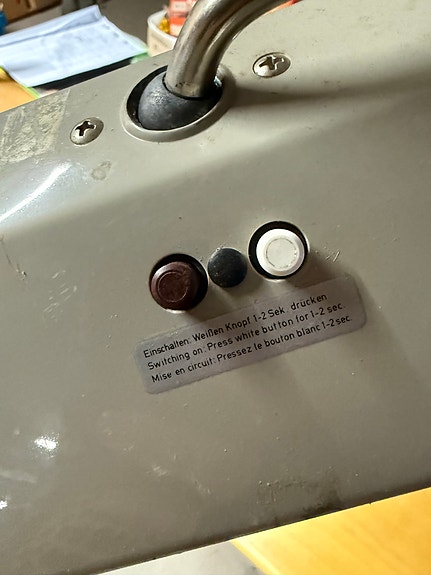 Einschalten: Weißen Knopf 1-2 Sek. drücken
Switching on: Press white button for 1-2 sec.
Mise en circuit: Pressez le bouton blanc 1-2 sec.